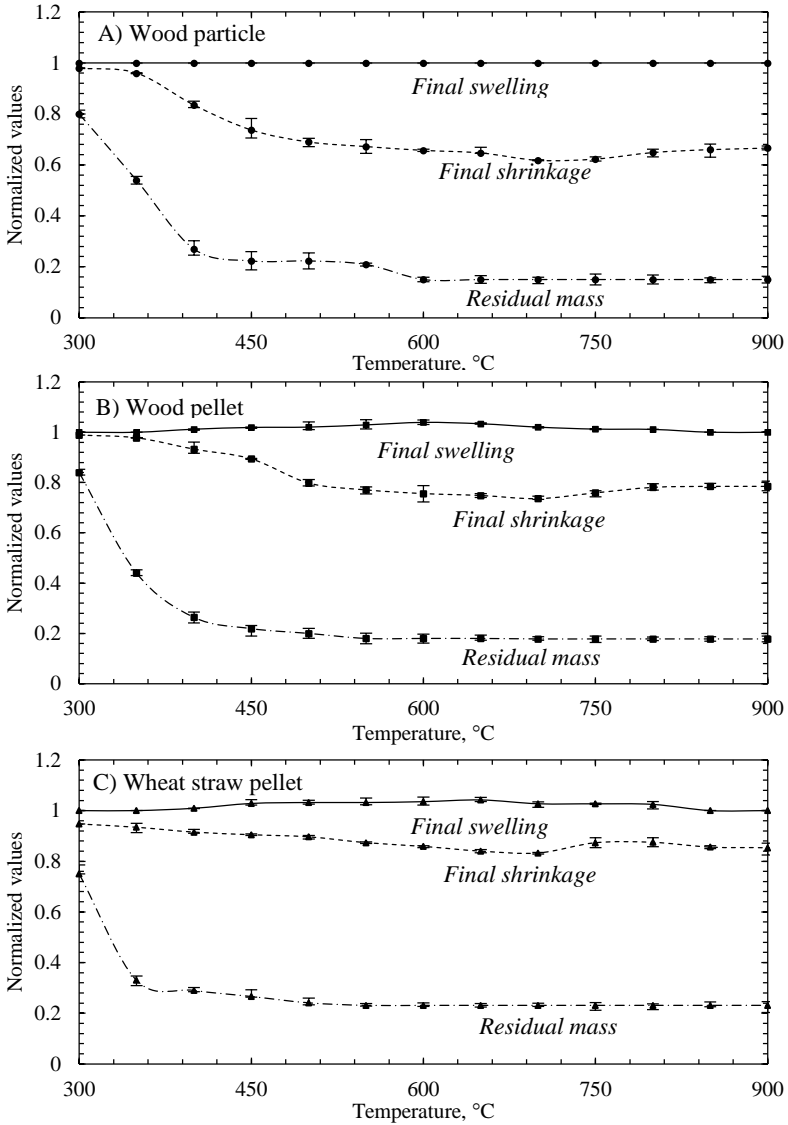 A) Wood particle
1.2
1
0.8
0.6
0.4
0.2
0
Normalized values
Final swelling
Final shrinkage
Residual mass
300 450 600 750 900
Temperature, °C
B) Wood pellet
1.2
1
0.8
0.6
0.4
0.2
0
Normalized values
Final swelling
Final shrinkage
Residual mass
300 450 600 750 900
Temperature, °C
C) Wheat straw pellet
1.2
1
0.8
0.6
0.4
0.2
0
Normalized values
Final swelling
Final shrinkage
Residual mass
300 450 600 750 900
Temperature, °C